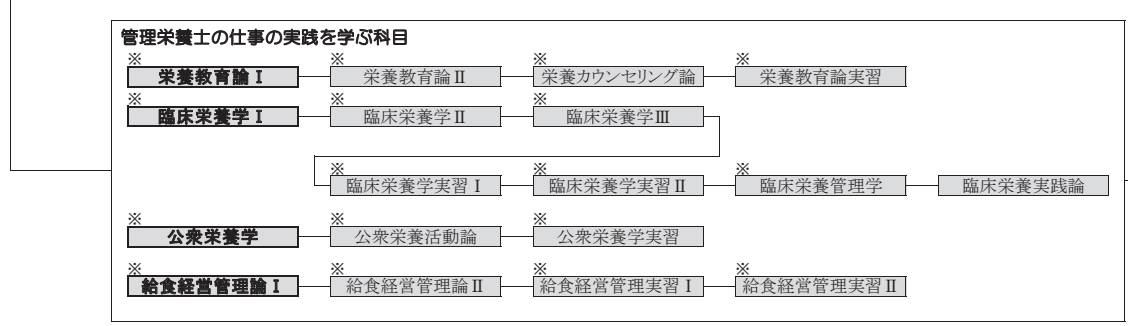 管理栄養士の仕事の実践を学ぶ科目
※ ※ ※ ※
栄養教育論Ⅰ 栄養教育論Ⅱ 栄養カウンセリング論 栄養教育論実習
※ ※ ※
臨床栄養学Ⅰ 臨床栄養学Ⅱ 臨床栄養学Ⅲ
※ ※ ※
臨床栄養学実習Ⅰ 臨床栄養学実習Ⅱ 臨床栄養管理学 臨床栄養実践論
※ ※ ※
公衆栄養学 公衆栄養活動論 公衆栄養学実習
※ ※ ※ ※
給食経営管理論Ⅰ 給食経営管理論Ⅱ 給食経営管理実習Ⅰ 給食経営管理実習Ⅱ